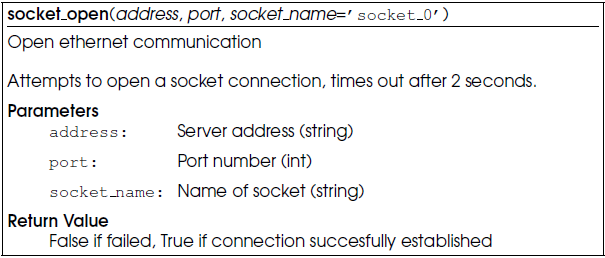 socket_open(address, port, socket_name='socket_0')
Open ethernet communication
Attempts to open a socket connection, times out after 2 seconds.
Parameters
address: Server address (string)
port: Port number (int)
socket_name: Name of socket (string)
Return Value
False if failed, True if connection succesfully established